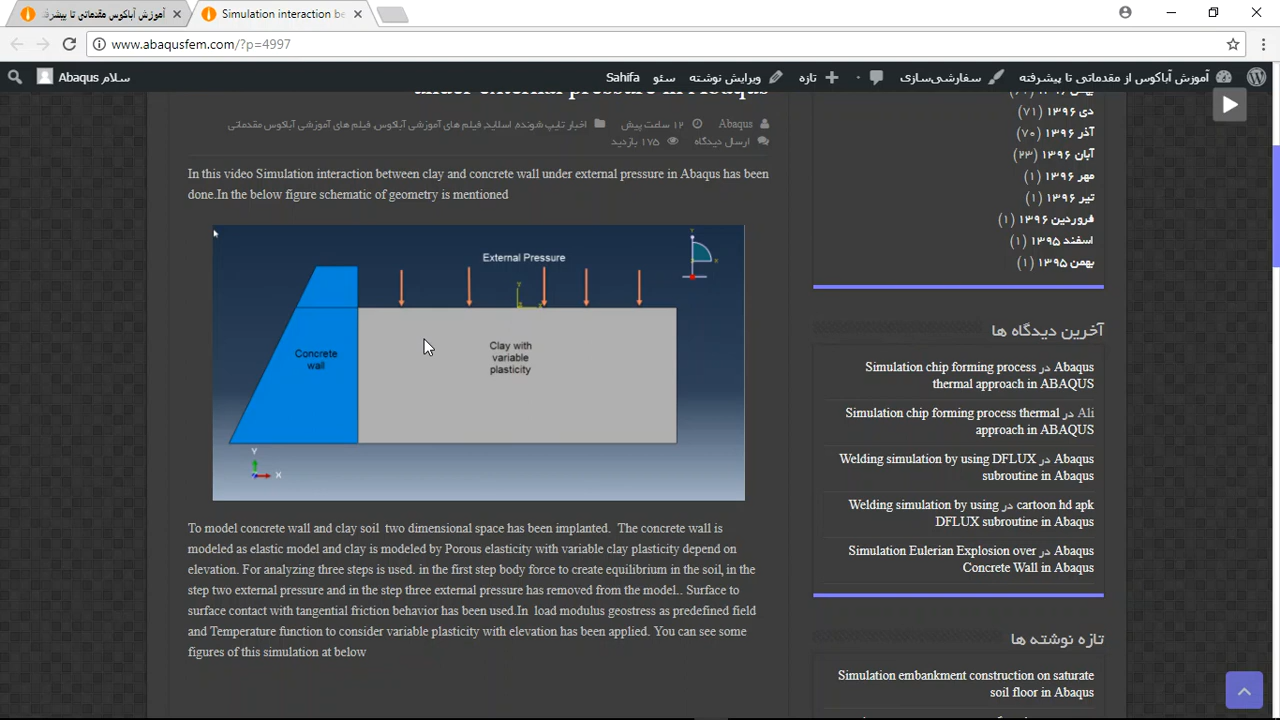 آموزش آباکوس مقدماتی تا پیشرفته
Simulation interaction be
www.abaqusfem.com/?p=4997
سلام Abaqus
Sahifa
سئو
ویرایش نوشته
تازه
سفارشی‌سازی
آموزش آباکوس از مقدماتی تا پیشرفته
under external pressure in Abaqus
Abaqus
۱۲ ساعت پیش
اخبار تایپ شونده, اسلاید, فیلم های آموزشی آباکوس, فیلم های آموزشی آباکوس مقدماتی
ارسال دیدگاه
۱۷۵ بازدید
In this video Simulation interaction between clay and concrete wall under external pressure in Abaqus has been
done.In the below figure schematic of geometry is mentioned
External Pressure
Concrete
wall
Clay with
variable
plasticity
Y
X
To model concrete wall and clay soil two dimensional space has been implanted. The concrete wall is
modeled as elastic model and clay is modeled by Porous elasticity with variable clay plasticity depend on
elevation. For analyzing three steps is used. in the first step body force to create equilibrium in the soil, in the
step two external pressure and in step three external pressure has removed from the model.. Surface to
surface contact with tangential friction behavior has been used.In load modulus geostress as predefined field
and Temperature function to consider variable plasticity with elevation has been applied. You can see some
figures of this simulation at below
بهمن ۱۳۹۶
دی ۱۳۹۶ (۷۱)
آذر ۱۳۹۶ (۷۰)
آبان ۱۳۹۶ (۲۳)
مهر ۱۳۹۶ (۱)
تیر ۱۳۹۶ (۱)
فروردین ۱۳۹۶ (۱)
اسفند ۱۳۹۵ (۱)
بهمن ۱۳۹۵ (۱)
آخرین دیدگاه ها
Simulation chip forming process در Abaqus
thermal approach in ABAQUS
Simulation chip forming process thermal در Ali
approach in ABAQUS
Welding simulation by using DFLUX در Abaqus
subroutine in Abaqus
Welding simulation by using در cartoon hd apk
DFLUX subroutine in Abaqus
Simulation Eulerian Explosion over در Abaqus
Concrete Wall in Abaqus
تازه نوشته ها
Simulation embankment construction on saturate
soil floor in Abaqus